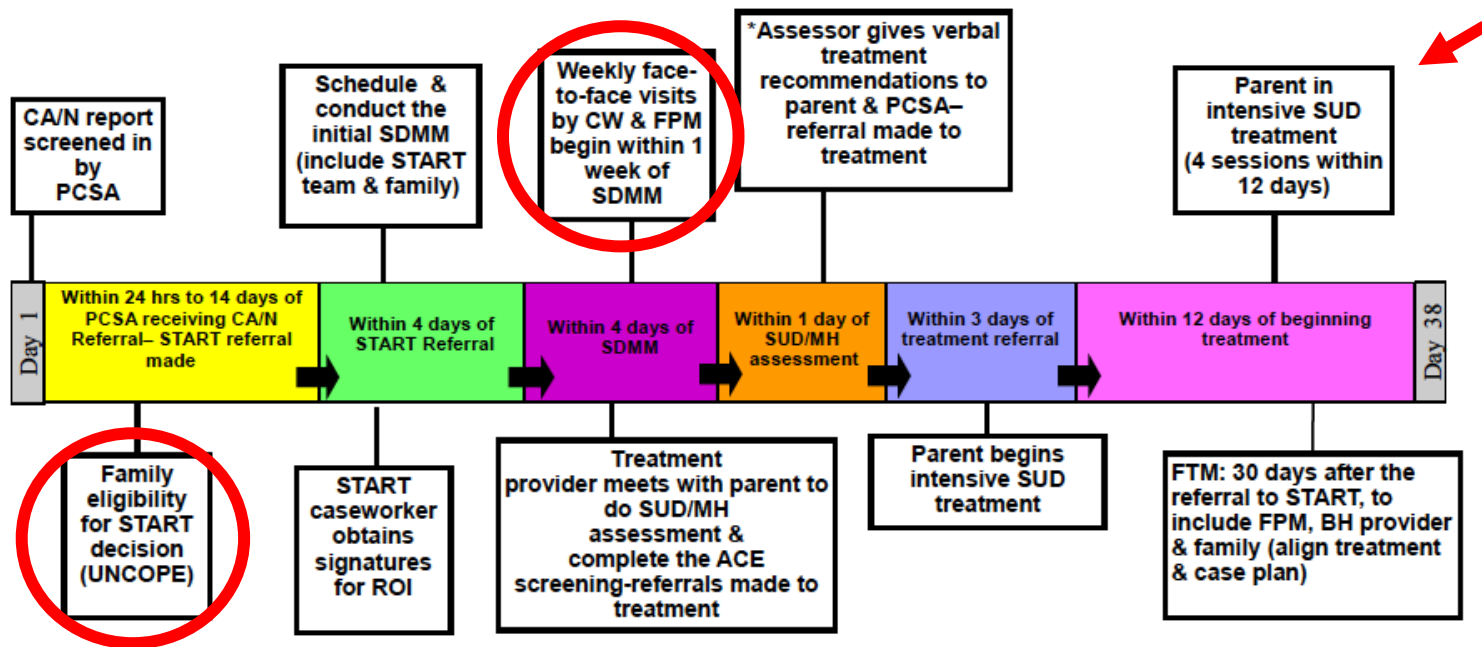 CA/N report
screened in
by
PCSA
Schedule &
conduct the
initial SDMM
(include START
team & family)
Weekly face-
to-face visits
by CW & FPM
begin within 1
week of
SDMM
*Assessor gives verbal
treatment
recommendations to
parent & PCSA–
referral made to
treatment
Parent in
intensive SUD
treatment
(4 sessions within
12 days)
Day 1
Within 24 hrs to 14 days of
PCSA receiving CA/N
Referral– START referral
made
Within 4 days of
START Referral
Within 4 days of
SDMM
Within 1 day of
SUD/MH
assessment
Within 3 days of
treatment referral
Within 12 days of beginning
treatment
Day 38
Family
eligibility
for START
decision
(UNCOPE)
START
caseworker
obtains
signatures
for ROI
Treatment
provider meets with parent to
do SUD/MH
assessment &
complete the ACE
screening-referrals made to
treatment
Parent begins
intensive SUD
treatment
FTM: 30 days after the
referral to START, to
include FPM, BH provider
& family (align treatment
& case plan)